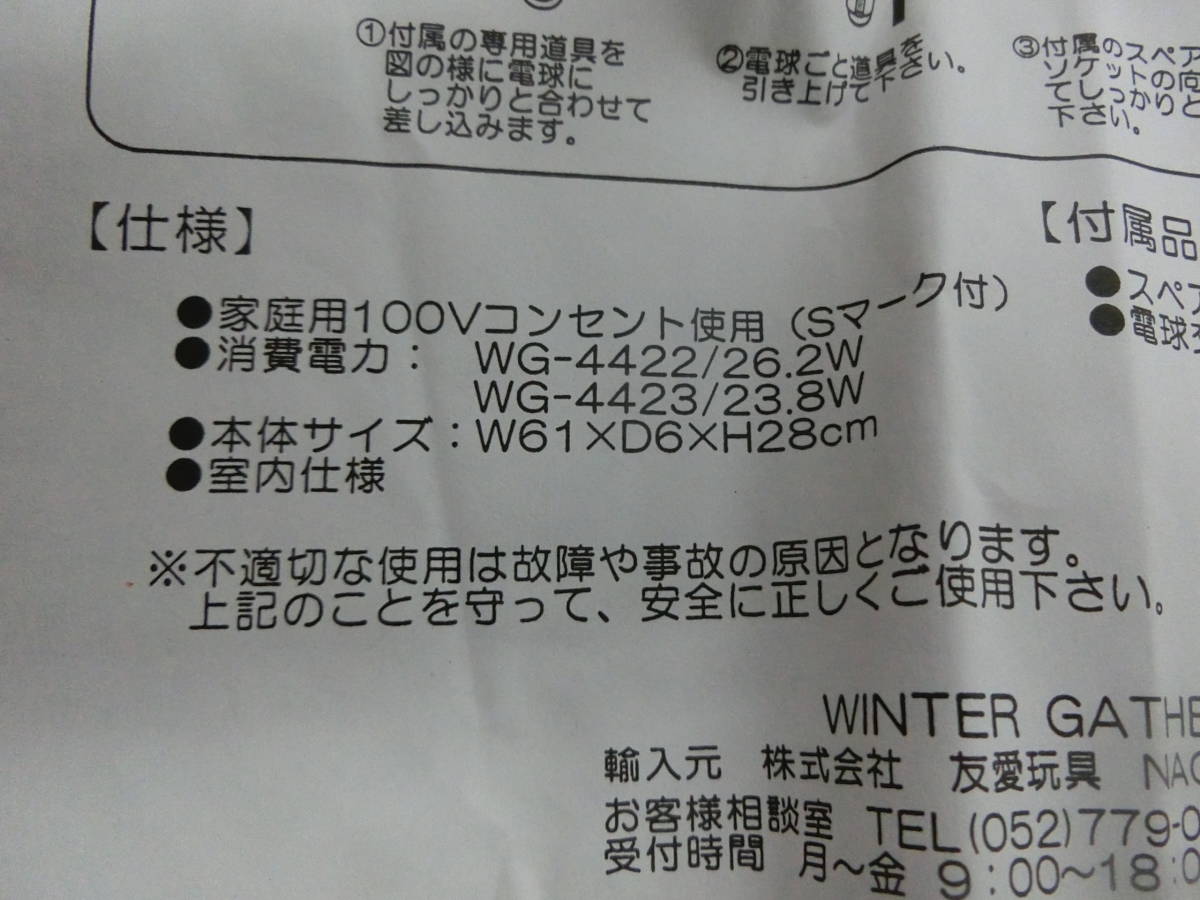 ①付属の専用道具を
図の様に電球に
しっかりと合わせて
差し込みます。
②電球ごと道具を
引き上げて下さい。
③付属のスペア
ソケットの向
てしっかりと
下さい。
【仕様】
●家庭用100Vコンセント使用（Sマーク付）
●消費電力： WG-4422/26.2W
WG-4423/23.8W
●本体サイズ：W61×D6×H28cm
●室内仕様
【付属品
●スペア
●電球
※不適切な使用は故障や事故の原因となります。
上記のことを守って、安全に正しくご使用下さい。
WINTER GATHE
輸入元 株式会社 友愛玩具 NAG
お客様相談室 TEL(052)779-0
受付時間 月～金 9:00～18:0